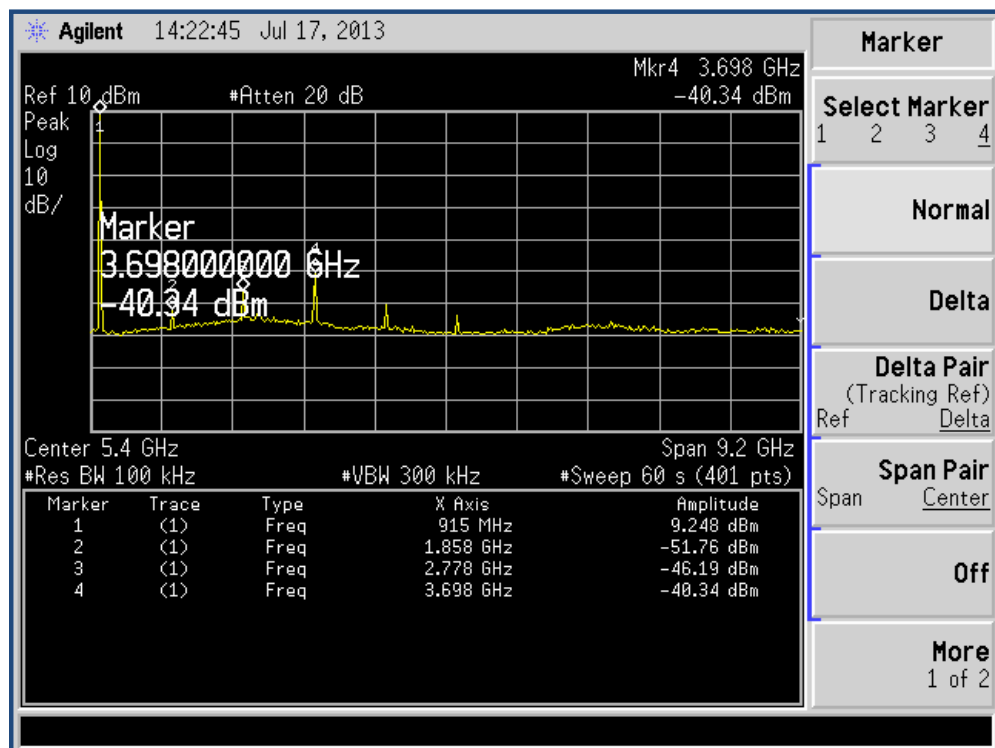 Agilent 14:22:45 Jul 17, 2013
Mkr4 3.698 GHz
Ref 10 dBm #Atten 20 dB -40.34 dBm
Peak
Log
10
dB/
1
Marker
3.698000000 GHz
-40.34 dBm
2
4
Center 5.4 GHz Span 9.2 GHz
#Res BW 100 kHz #VBW 300 kHz #Sweep 60 s (401 pts)
Marker Trace Type X Axis Amplitude
1 (1) Freq 915 MHz 9.248 dBm
2 (1) Freq 1.858 GHz -51.76 dBm
3 (1) Freq 2.778 GHz -46.19 dBm
4 (1) Freq 3.698 GHz -40.34 dBm
Marker
Select Marker
1 2 3 4
Normal
Delta
Delta Pair
(Tracking Ref)
Ref Delta
Span Pair
Span Center
Off
More
1 of 2